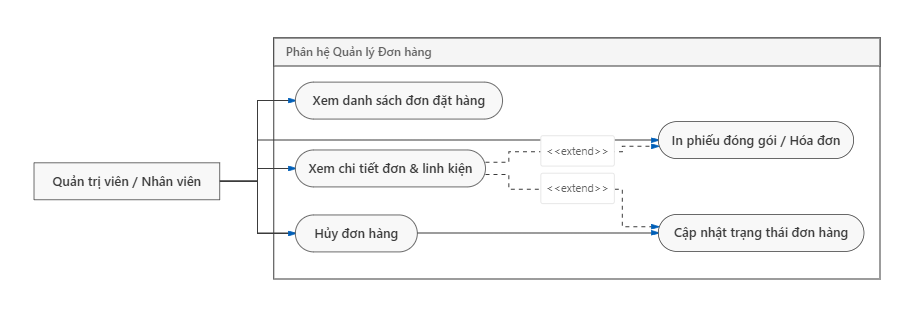 Phân hệ Quản lý Đơn hàng
Xem danh sách đơn đặt hàng
In phiếu đóng gói / Hóa đơn
<<extend>>
Xem chi tiết đơn & linh kiện
Quản trị viên / Nhân viên
<<extend>>
Hủy đơn hàng
Cập nhật trạng thái đơn hàng